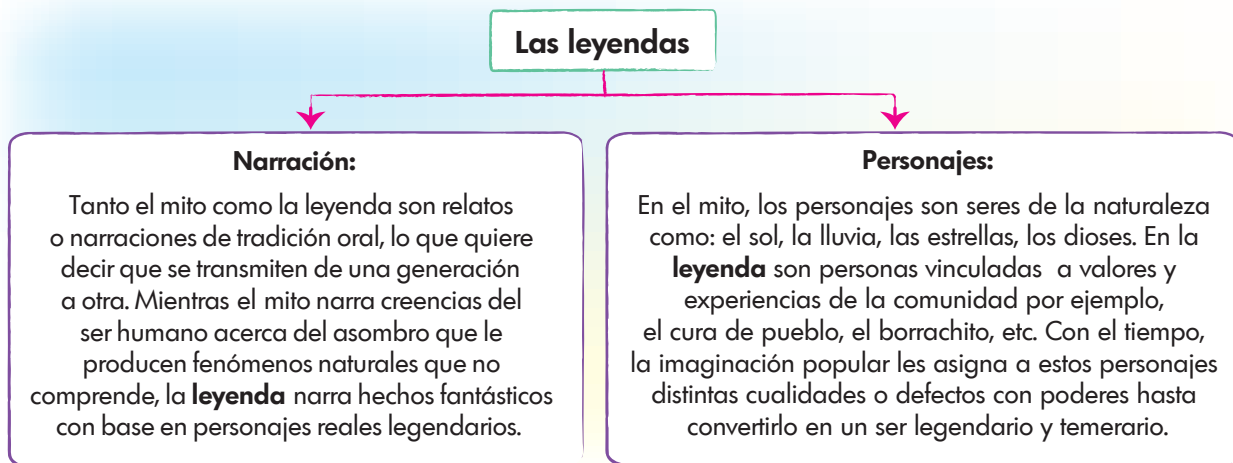 Las leyendas
Narración:
Tanto el mito como la leyenda son relatos
o narraciones de tradición oral, lo que quiere
decir que se transmiten de una generación
a otra. Mientras el mito narra creencias del
ser humano acerca del asombro que le
producen fenómenos naturales que no
comprende, la leyenda narra hechos fantásticos
con base en personajes reales legendarios.
Personajes:
En el mito, los personajes son seres de la naturaleza
como: el sol, la lluvia, las estrellas, los dioses. En la
leyenda son personas vinculadas a valores y
experiencias de la comunidad por ejemplo,
el cura de pueblo, el borrachito, etc. Con el tiempo,
la imaginación popular les asigna a estos personajes
distintas cualidades o defectos con poderes hasta
convertirlo en un ser legendario y temerario.